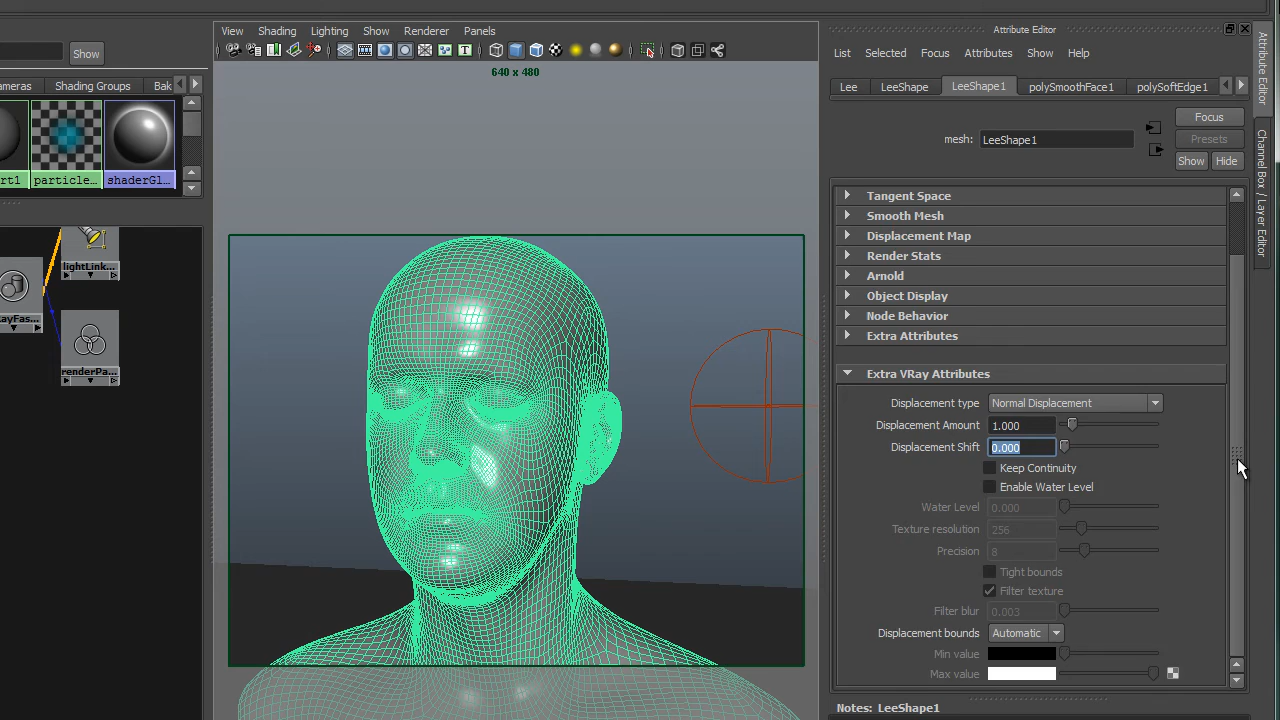 View Shading Lighting Show Renderer Panels
Show
ameras Shading Groups Bak
rt1 particle... shaderGl...
lightLink...
ayFas...
renderPa...
640 x 480
Attribute Editor
List Selected Focus Attributes Show Help
Lee LeeShape LeeShape1 polySmoothFace1 polySoftEdge1
Focus
mesh: LeeShape1
Presets
Show Hide
Tangent Space
Smooth Mesh
Displacement Map
Render Stats
Arnold
Object Display
Node Behavior
Extra Attributes
Extra VRay Attributes
Displacement type Normal Displacement
Displacement Amount 1.000
Displacement Shift 0.000
Keep Continuity
Enable Water Level
Water Level 0.000
Texture resolution 256
Precision 8
Tight bounds
Filter texture
Filter blur 0.003
Displacement bounds Automatic
Min value
Max value
Notes: LeeShape1
Attribute Editor
Channel Box / Layer Editor